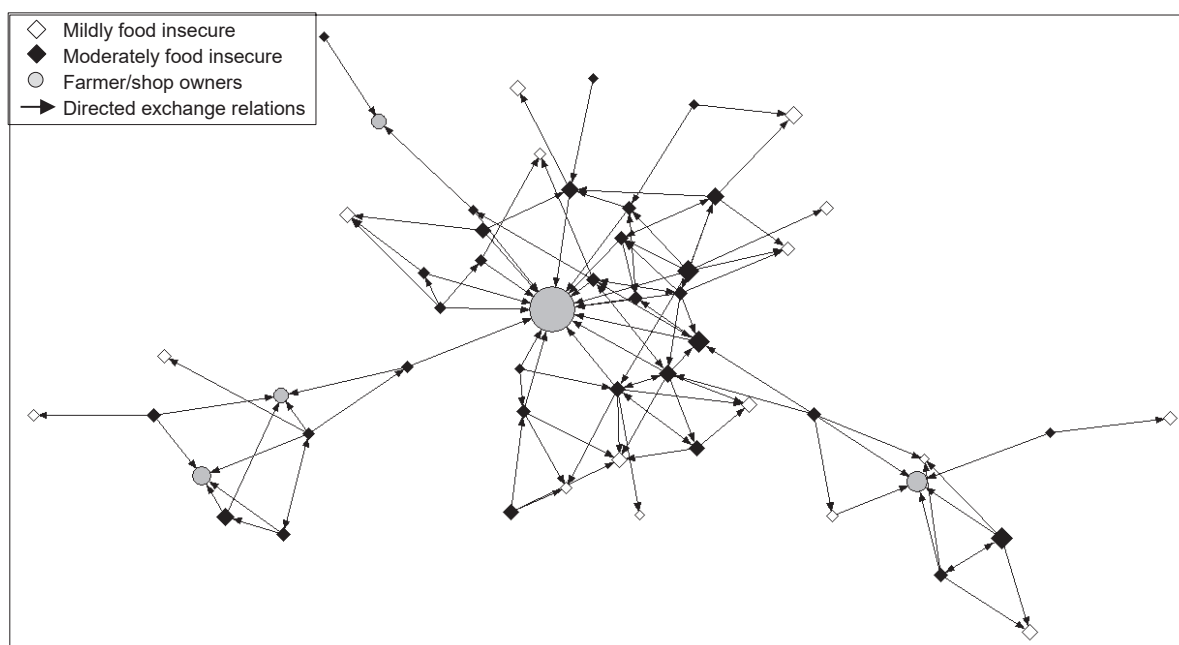 Mildly food insecure
Moderately food insecure
Farmer/shop owners
Directed exchange relations